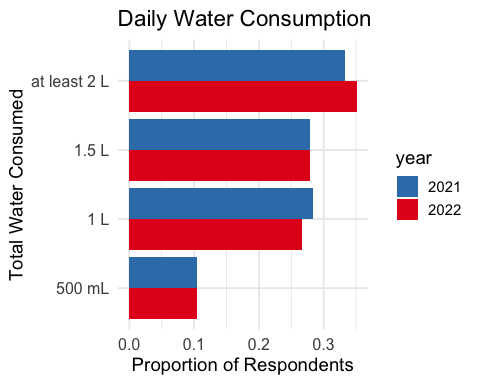 Daily Water Consumption
Total Water Consumed
at least 2 L
1.5 L
1 L
500 mL
0.0 0.1 0.2 0.3
Proportion of Respondents
year
2021
2022